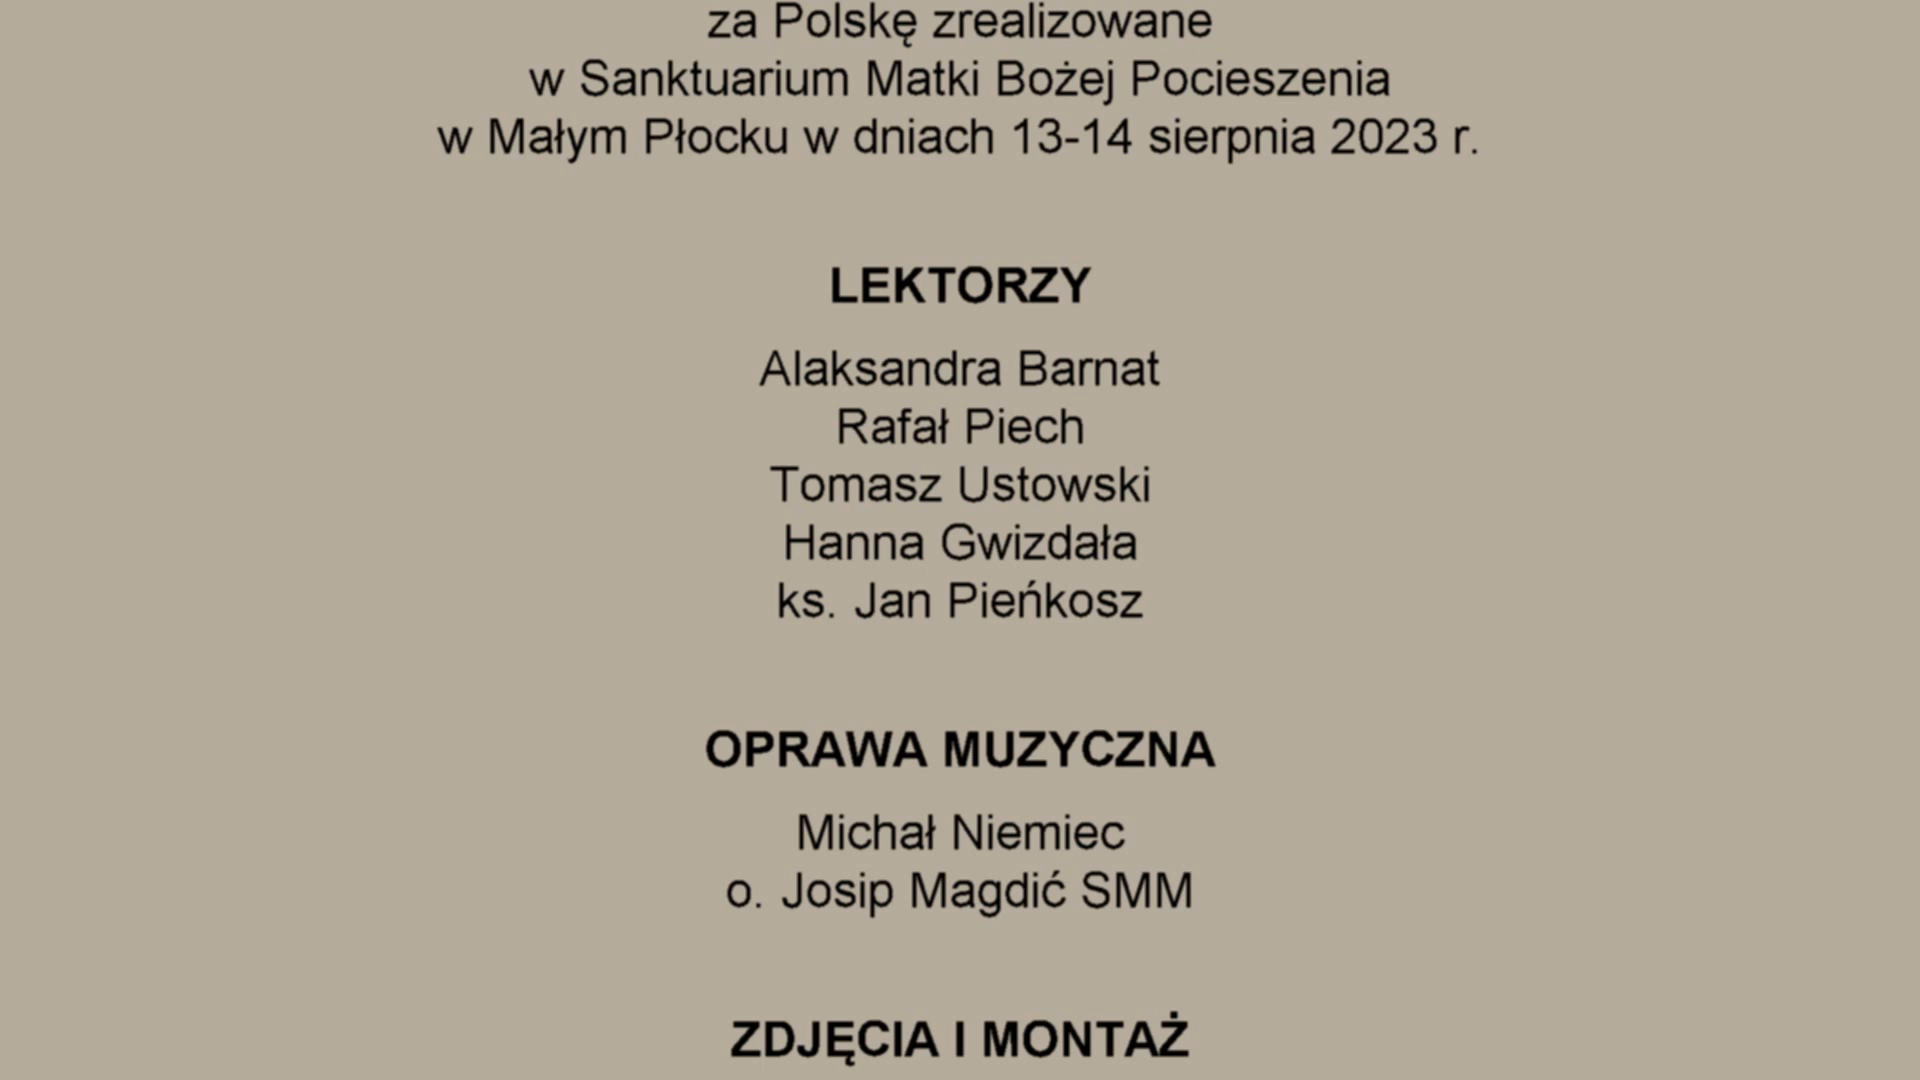 za Polskę zrealizowane
w Sanktuarium Matki Bożej Pocieszenia
w Małym Płocku w dniach 13-14 sierpnia 2023 r.
LEKTORZY
Alaksandra Barnat
Rafał Piech
Tomasz Ustowski
Hanna Gwizdała
ks. Jan Pieńkosz
OPRAWA MUZYCZNA
Michał Niemiec
o. Josip Magdić SMM
ZDJĘCIA I MONTAŻ